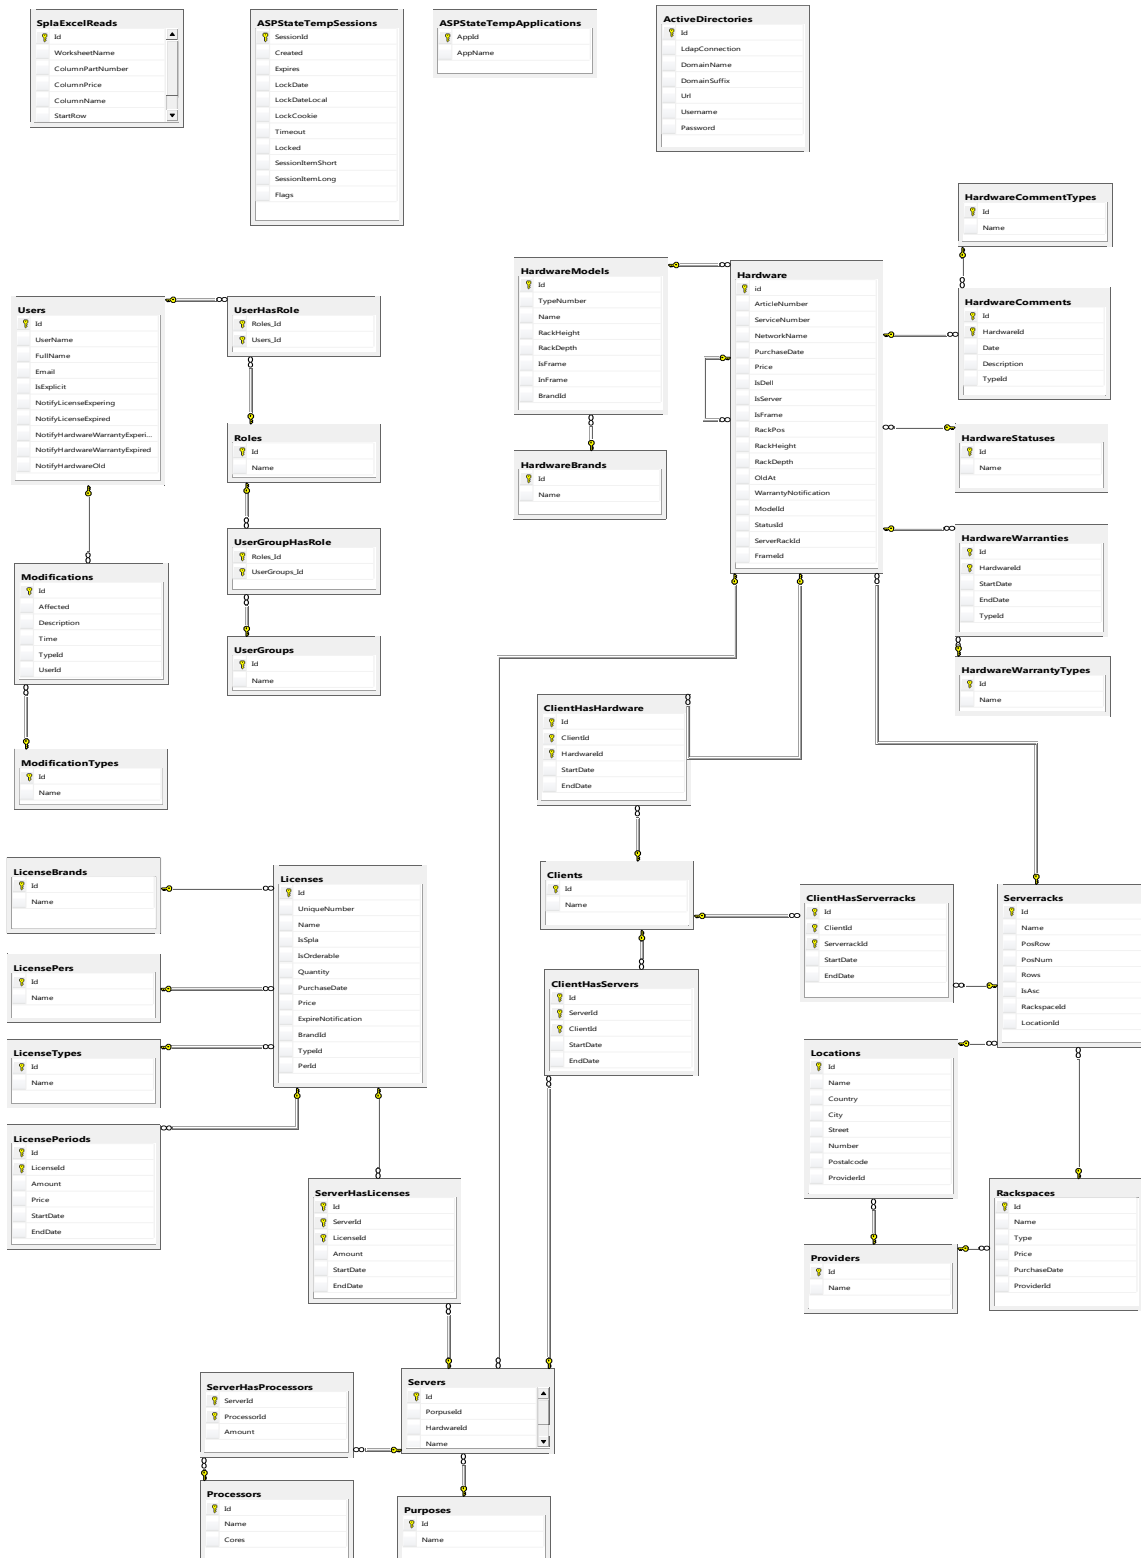 SplaExcelReads
Id
WorksheetName
ColumnPartNumber
ColumnPrice
ColumnName
StartRow
ASPStateTempSessions
SessionId
Created
Expires
LockDate
LockDateLocal
LockCookie
Timeout
Locked
SessionItemShort
SessionItemLong
Flags
ASPStateTempApplications
AppId
AppName
ActiveDirectories
Id
LdapConnection
DomainName
DomainSuffix
Url
Username
Password
HardwareCommentTypes
Id
Name
HardwareModels
Id
TypeNumber
Name
RackHeight
RackDepth
IsFrame
InFrame
BrandId
Hardware
id
ArticleNumber
ServiceNumber
NetworkName
PurchaseDate
Price
IsDell
IsServer
IsFrame
RackPos
RackHeight
RackDepth
OldAt
WarrantyNotification
ModelId
StatusId
ServerRackId
FrameId
HardwareComments
Id
HardwareId
Date
Description
TypeId
Users
Id
UserName
FullName
Email
IsExplicit
NotifyLicenseExpering
NotifyLicenseExpired
NotifyHardwareWarrantyExperi...
NotifyHardwareWarrantyExpired
NotifyHardwareOld
UserHasRole
Roles_Id
Users_Id
Roles
Id
Name
HardwareBrands
Id
Name
HardwareStatuses
Id
Name
UserGroupHasRole
Roles_Id
UserGroups_Id
HardwareWarranties
Id
HardwareId
StartDate
EndDate
TypeId
Modifications
Id
Affected
Description
Time
TypeId
UserId
UserGroups
Id
Name
HardwareWarrantyTypes
Id
Name
ClientHasHardware
Id
ClientId
HardwareId
StartDate
EndDate
ModificationTypes
Id
Name
LicenseBrands
Id
Name
Licenses
Id
UniqueNumber
Name
IsSpla
IsOrderable
Quantity
PurchaseDate
Price
ExpireNotification
BrandId
TypeId
PerId
Clients
Id
Name
ClientHasServerracks
Id
ClientId
ServerrackId
StartDate
EndDate
Serverracks
Id
Name
PosRow
PosNum
Rows
IsAsc
RackspaceId
LocationId
LicensePers
Id
Name
ClientHasServers
Id
ServerId
ClientId
StartDate
EndDate
LicenseTypes
Id
Name
Locations
Id
Name
Country
City
Street
Number
Postalcode
ProviderId
LicensePeriods
Id
LicenseId
Amount
Price
StartDate
EndDate
ServerHasLicenses
Id
ServerId
LicenseId
Amount
StartDate
EndDate
Rackspaces
Id
Name
Type
Price
PurchaseDate
ProviderId
Providers
Id
Name
ServerHasProcessors
ServerId
ProcessorId
Amount
Servers
Id
PorpuseId
HardwareId
Name
Processors
Id
Name
Cores
Purposes
Id
Name